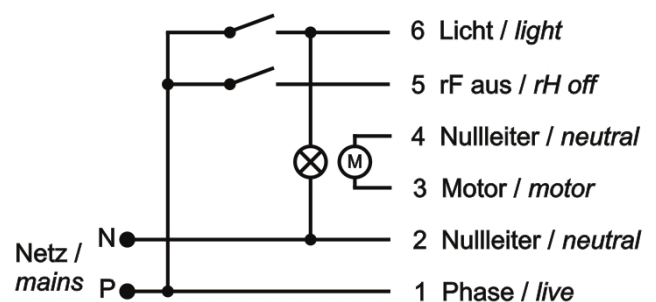 6 Licht / light
5 rF aus / rH off
4 Nullleiter / neutral
M
3 Motor / motor
N
2 Nullleiter / neutral
Netz /
mains
P
1 Phase / live